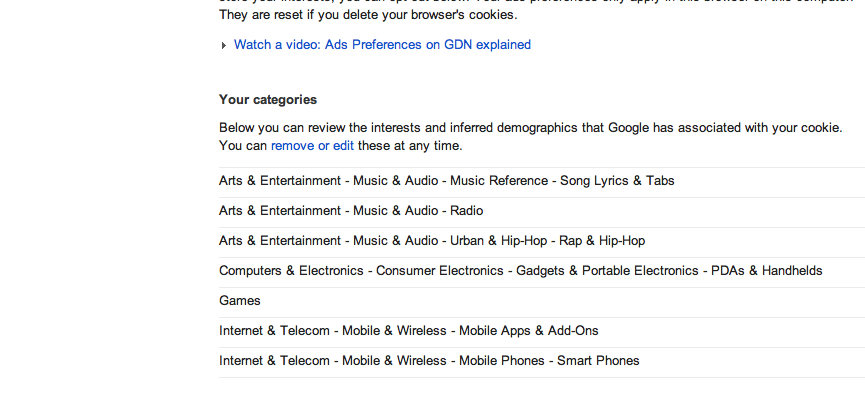 They are reset if you delete your browser's cookies.
Watch a video: Ads Preferences on GDN explained
Your categories
Below you can review the interests and inferred demographics that Google has associated with your cookie.
You can remove or edit these at any time.
Arts & Entertainment - Music & Audio - Music Reference - Song Lyrics & Tabs
Arts & Entertainment - Music & Audio - Radio
Arts & Entertainment - Music & Audio - Urban & Hip-Hop - Rap & Hip-Hop
Computers & Electronics - Consumer Electronics - Gadgets & Portable Electronics - PDAs & Handhelds
Games
Internet & Telecom - Mobile & Wireless - Mobile Apps & Add-Ons
Internet & Telecom - Mobile & Wireless - Mobile Phones - Smart Phones